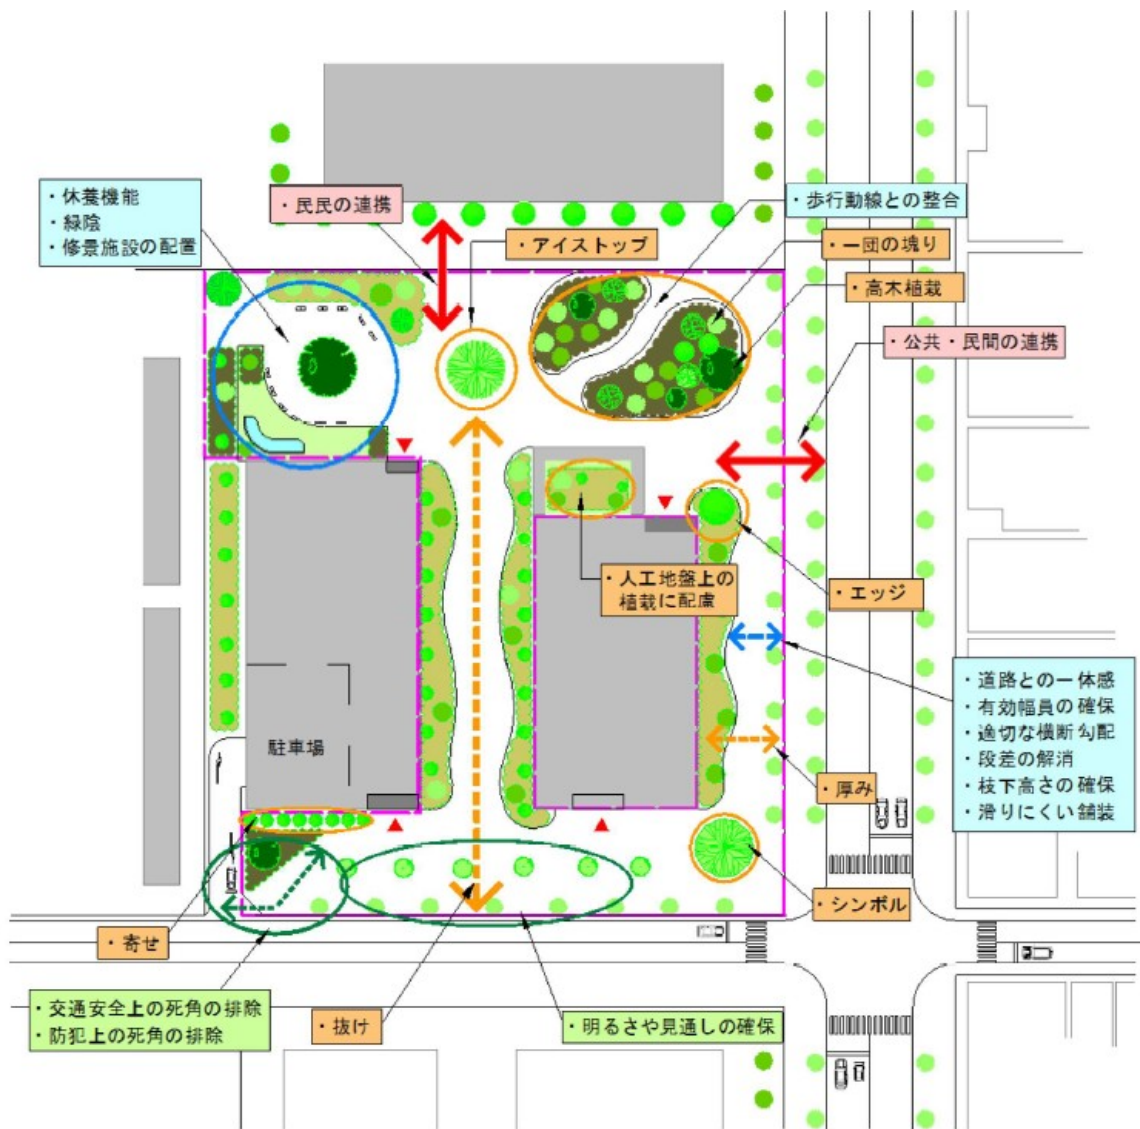 ・休養機能
・緑陰
・修景施設の配置
・民民の連携
・アイストップ
・歩行動線との整合
・一団の塊り
・高木植栽
・公共・民間の連携
・人工地盤上の
植栽に配慮
・エッジ
・道路との一体感
・有効幅員の確保
・適切な横断勾配
・段差の解消
・枝下高さの確保
・滑りにくい舗装
駐車場
・厚み
・シンボル
・寄せ
・交通安全上の死角の排除
・防犯上の死角の排除
・抜け
・明るさや見通しの確保